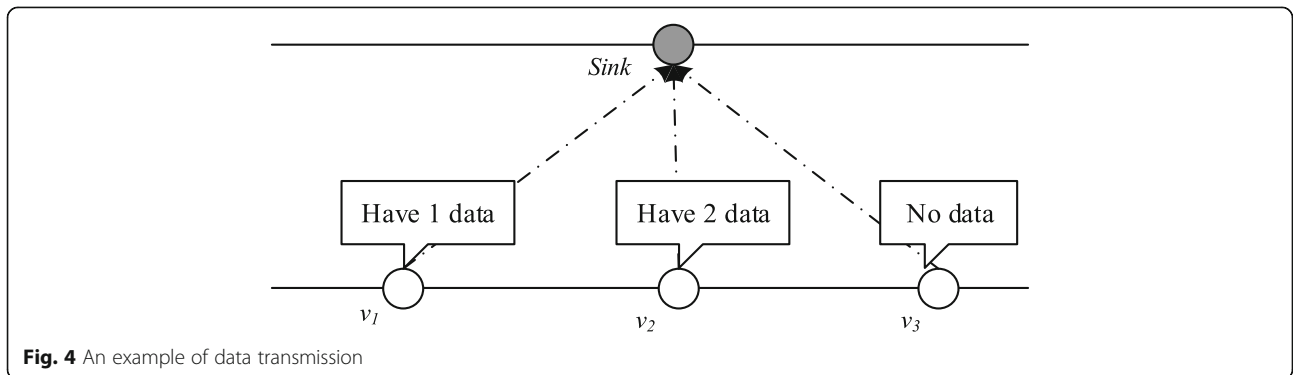 Sink
Have 1 data
Have 2 data
No data
v1
v2
v3
Fig. 4 An example of data transmission